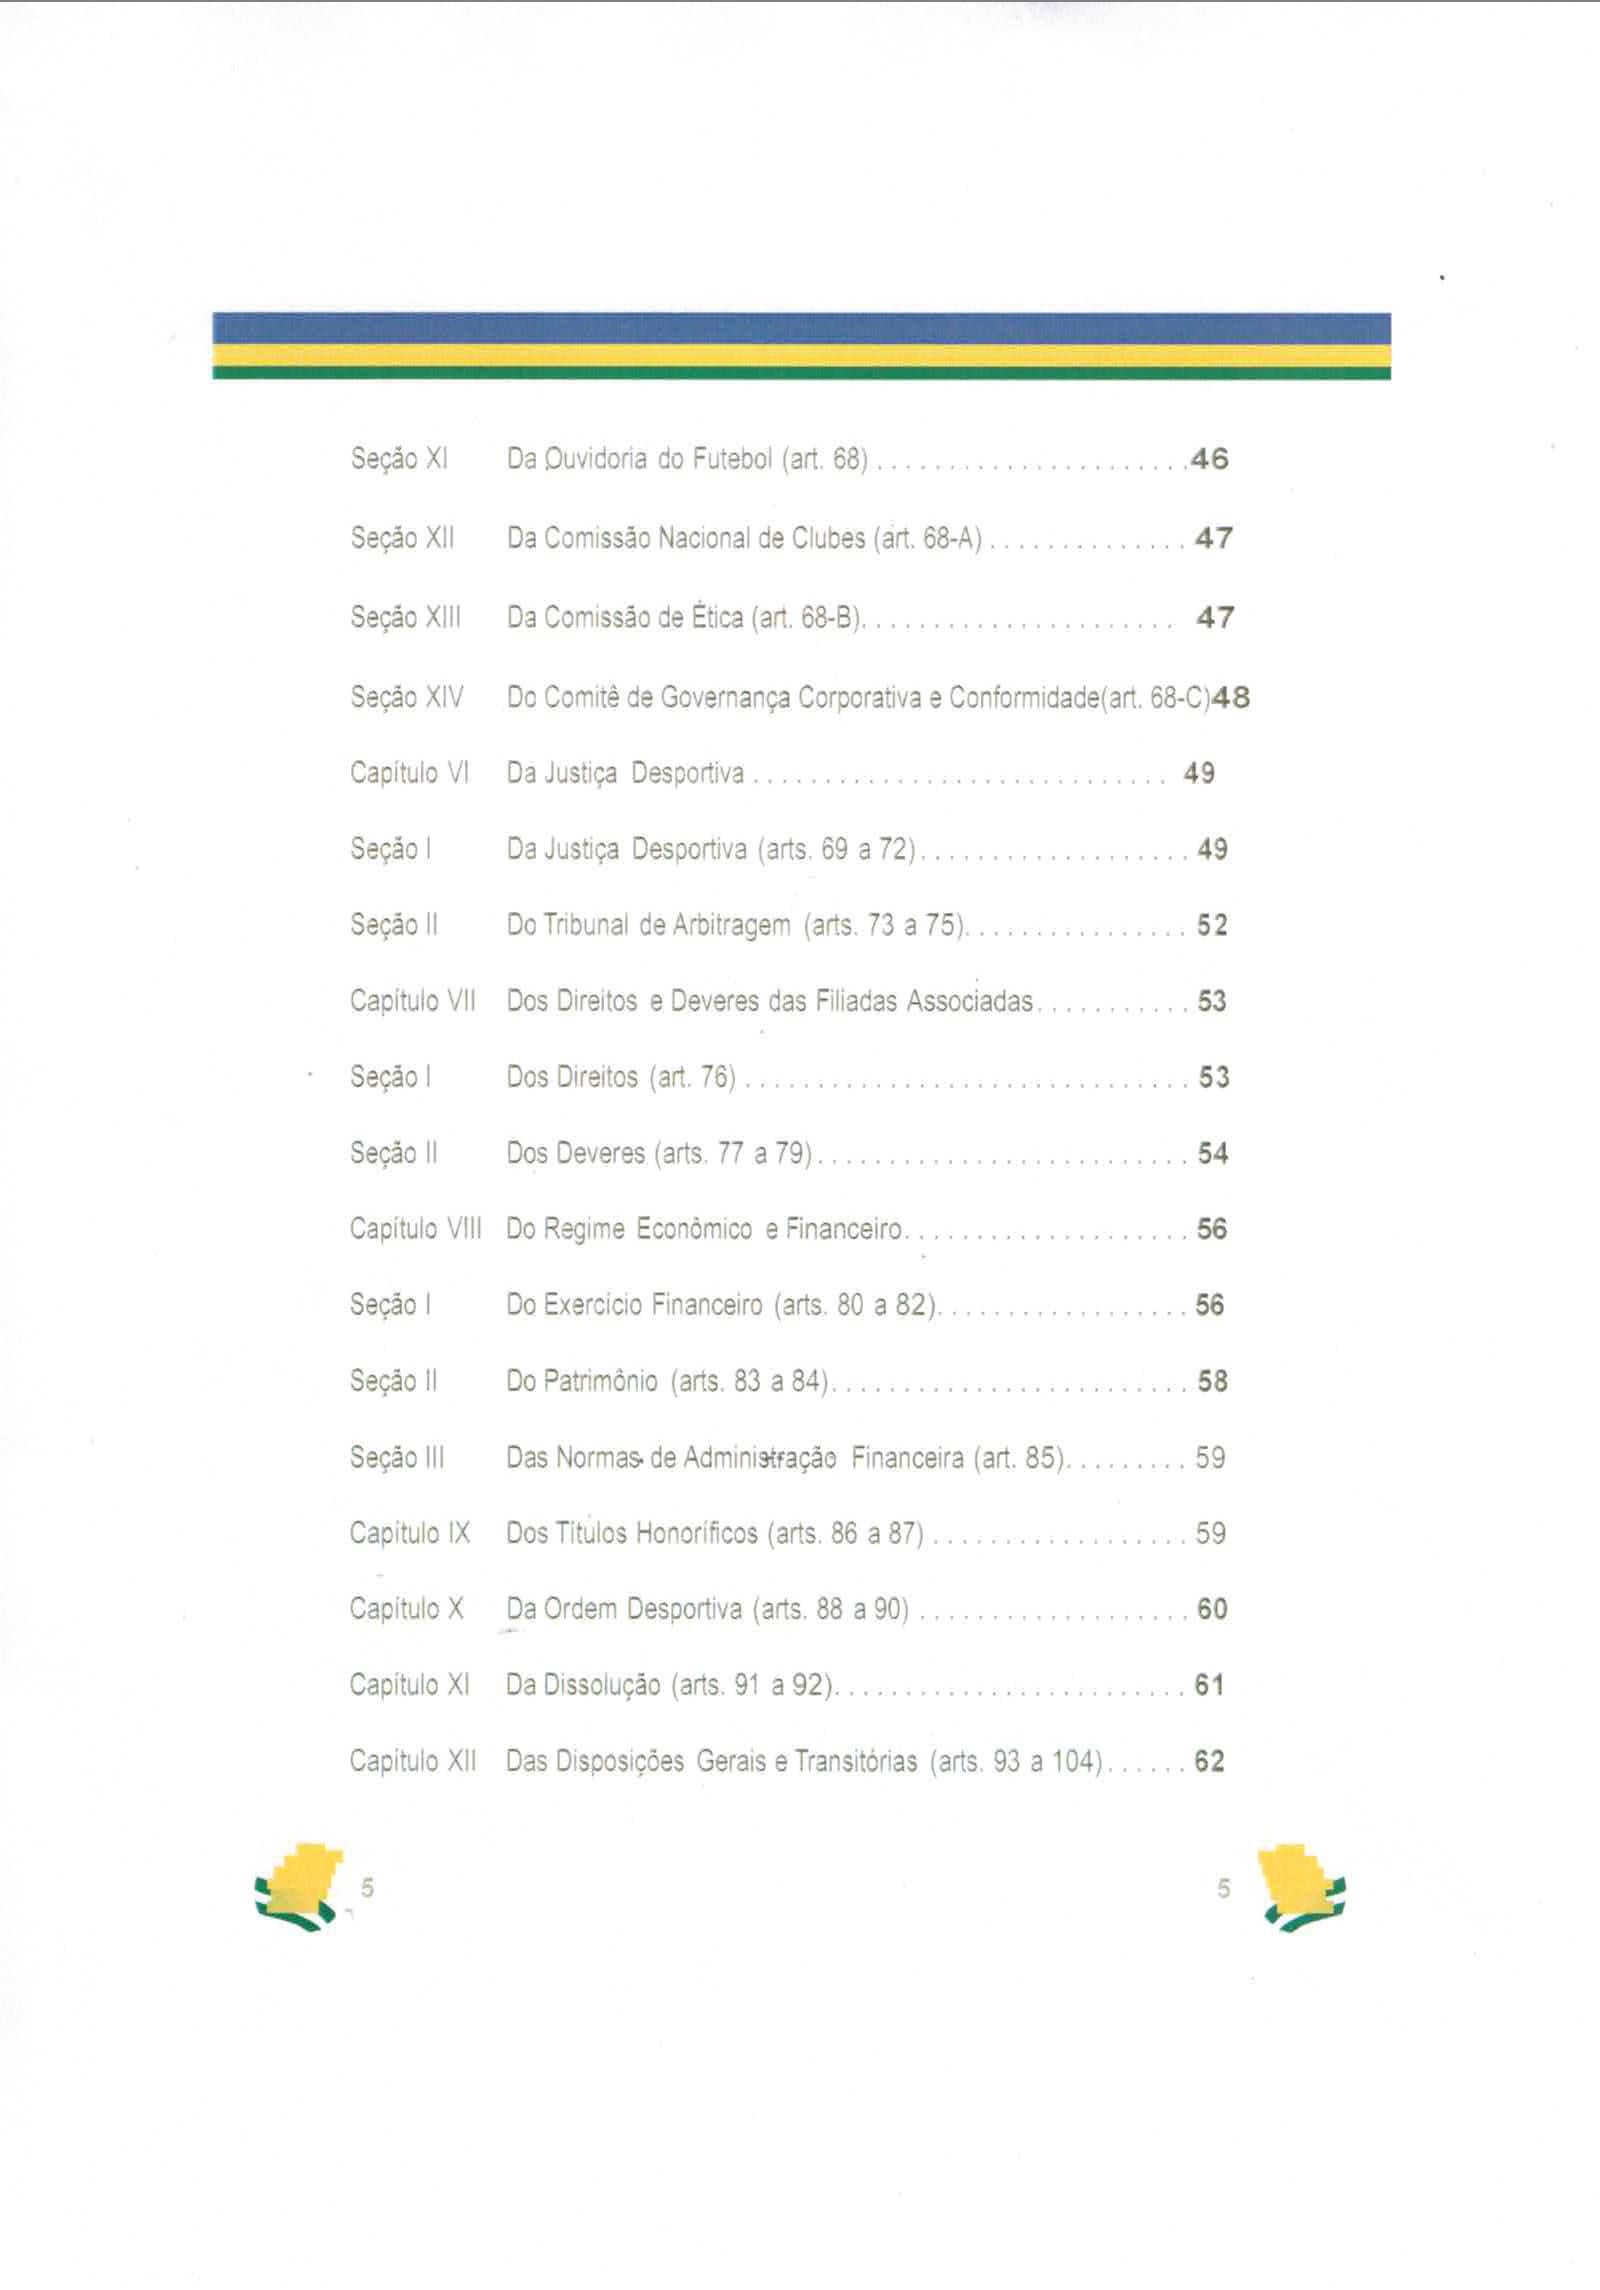 Seção XI Da Ouvidoria do Futebol (art. 68) . . . . . . . . . . . . . . . . . . . . . .46
Seção XII Da Comissão Nacional de Clubes (art. 68-A) . . . . . . . . . . . . . . 47
Seção XIII Da Comissão de Ética (art. 68-B). . . . . . . . . . . . . . . . . . . . . . 47
Seção XIV Do Comitê de Governança Corporativa e Conformidade(art. 68-C)48
Capítulo VI Da Justiça Desportiva . . . . . . . . . . . . . . . . . . . . . . . . . . . . . 49
Seção I Da Justiça Desportiva (arts. 69 a 72). . . . . . . . . . . . . . . . . . . 49
Seção II Do Tribunal de Arbitragem (arts. 73 a 75). . . . . . . . . . . . . . . . 52
Capítulo VII Dos Direitos e Deveres das Filiadas Associadas. . . . . . . . . . . 53
Seção I Dos Direitos (art. 76) . . . . . . . . . . . . . . . . . . . . . . . . . . . . . . . 53
Seção II Dos Deveres (arts. 77 a 79). . . . . . . . . . . . . . . . . . . . . . . . . . 54
Capítulo VIII Do Regime Econômico e Financeiro. . . . . . . . . . . . . . . . . . . . 56
Seção I Do Exercício Financeiro (arts. 80 a 82). . . . . . . . . . . . . . . . . . 56
Seção II Do Patrimônio (arts. 83 a 84). . . . . . . . . . . . . . . . . . . . . . . . . 58
Seção III Das Normas de Administração Financeira (art. 85). . . . . . . . . 59
Capítulo IX Dos Títulos Honoríficos (arts. 86 a 87) . . . . . . . . . . . . . . . . . . 59
Capítulo X Da Ordem Desportiva (arts. 88 a 90) . . . . . . . . . . . . . . . . . . . 60
Capítulo XI Da Dissolução (arts. 91 a 92). . . . . . . . . . . . . . . . . . . . . . . . . 61
Capítulo XII Das Disposições Gerais e Transitórias (arts. 93 a 104). . . . . . 62
5 5